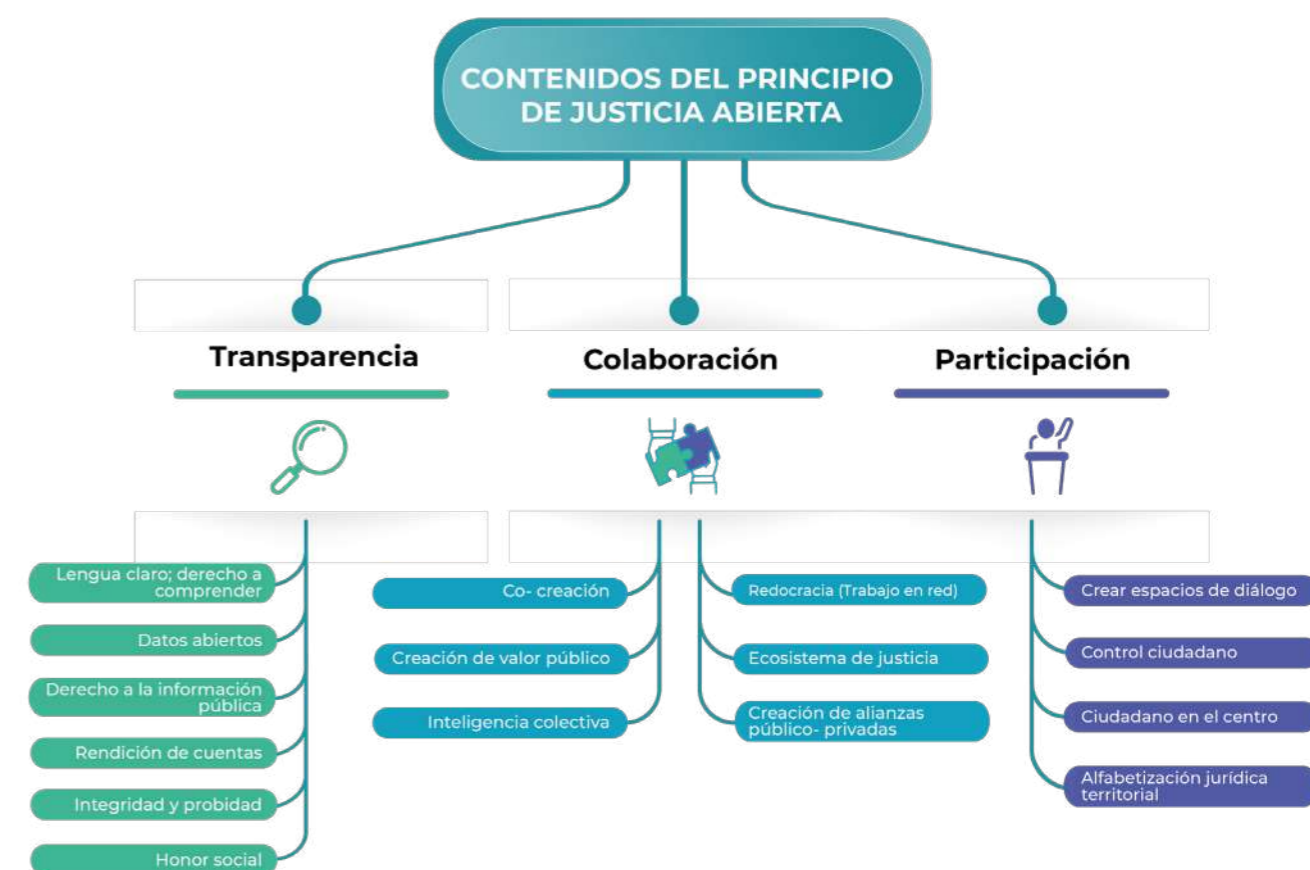 CONTENIDOS DEL PRINCIPIO
DE JUSTICIA ABIERTA
Transparencia
Colaboración
Participación
Lengua claro; derecho a
comprender
Datos abiertos
Derecho a la información
pública
Rendición de cuentas
Integridad y probidad
Honor social
Co- creación
Creación de valor público
Inteligencia colectiva
Redocracia (Trabajo en red)
Ecosistema de justicia
Creación de alianzas
público- privadas
Crear espacios de diálogo
Control ciudadano
Ciudadano en el centro
Alfabetización jurídica
territorial